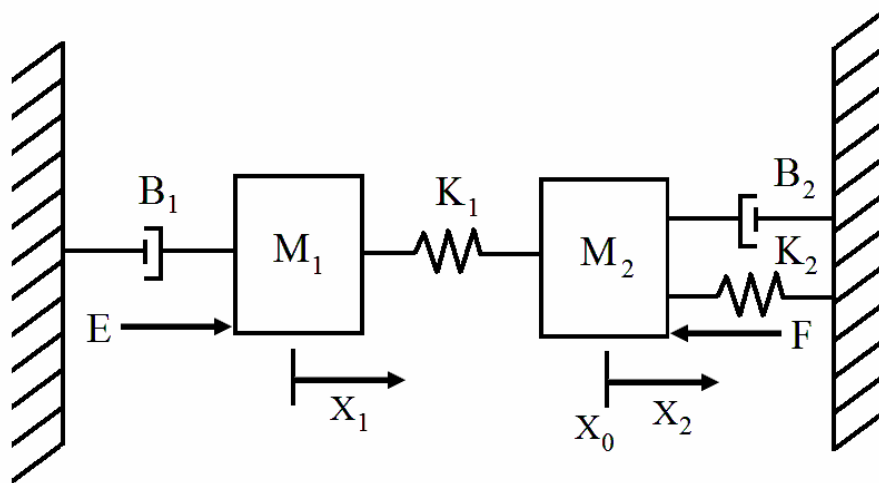 B₁
K₁
B₂
M₁
M₂
K₂
E
F
X₁
X₀
X₂